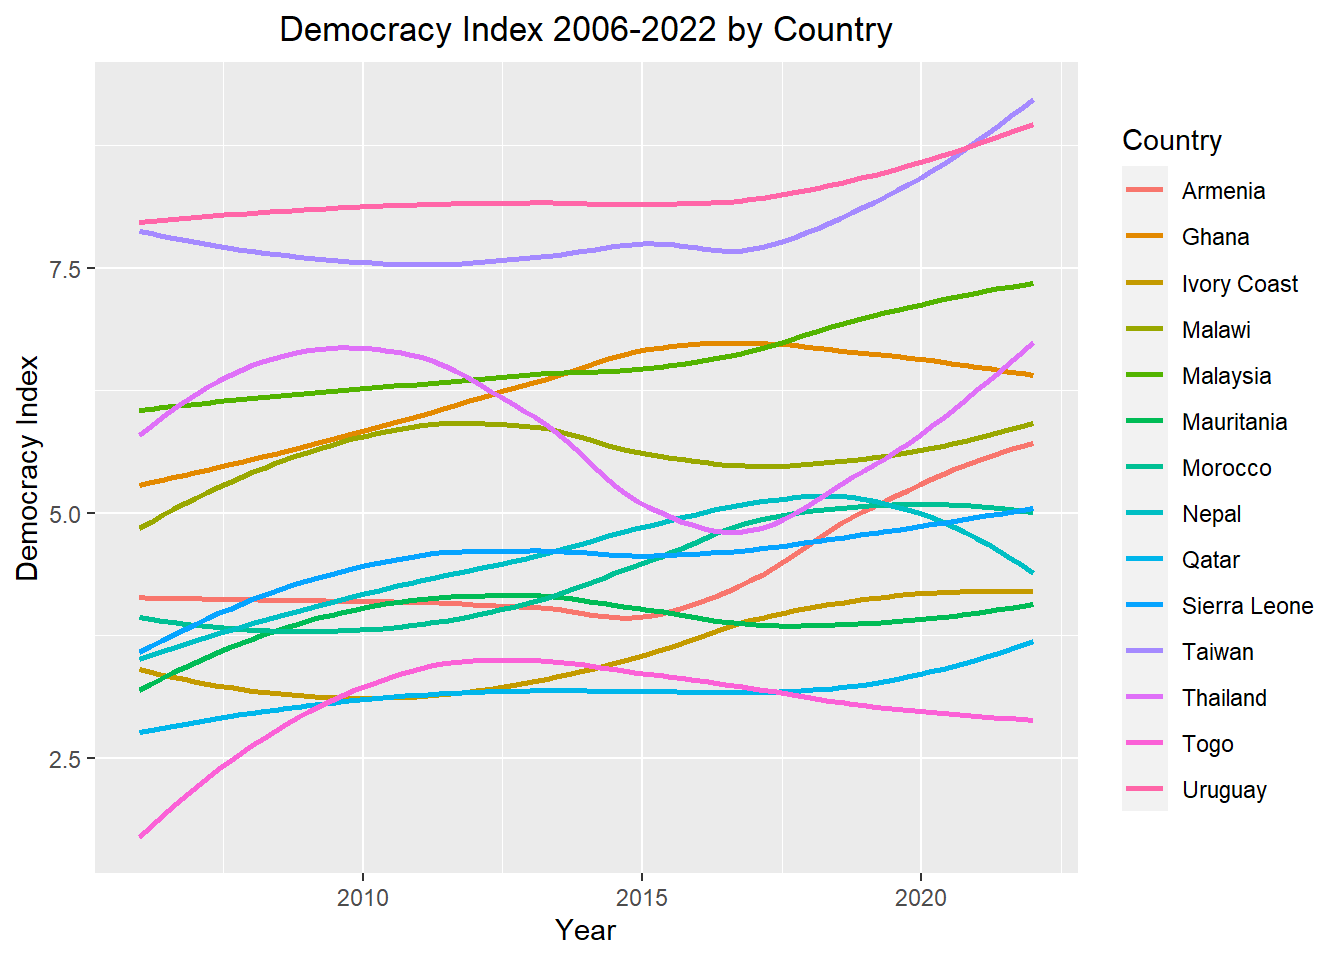 Democracy Index 2006-2022 by Country
Democracy Index
7.5
5.0
2.5
2010 2015 2020
Year
Country
Armenia
Ghana
Ivory Coast
Malawi
Malaysia
Mauritania
Morocco
Nepal
Qatar
Sierra Leone
Taiwan
Thailand
Togo
Uruguay